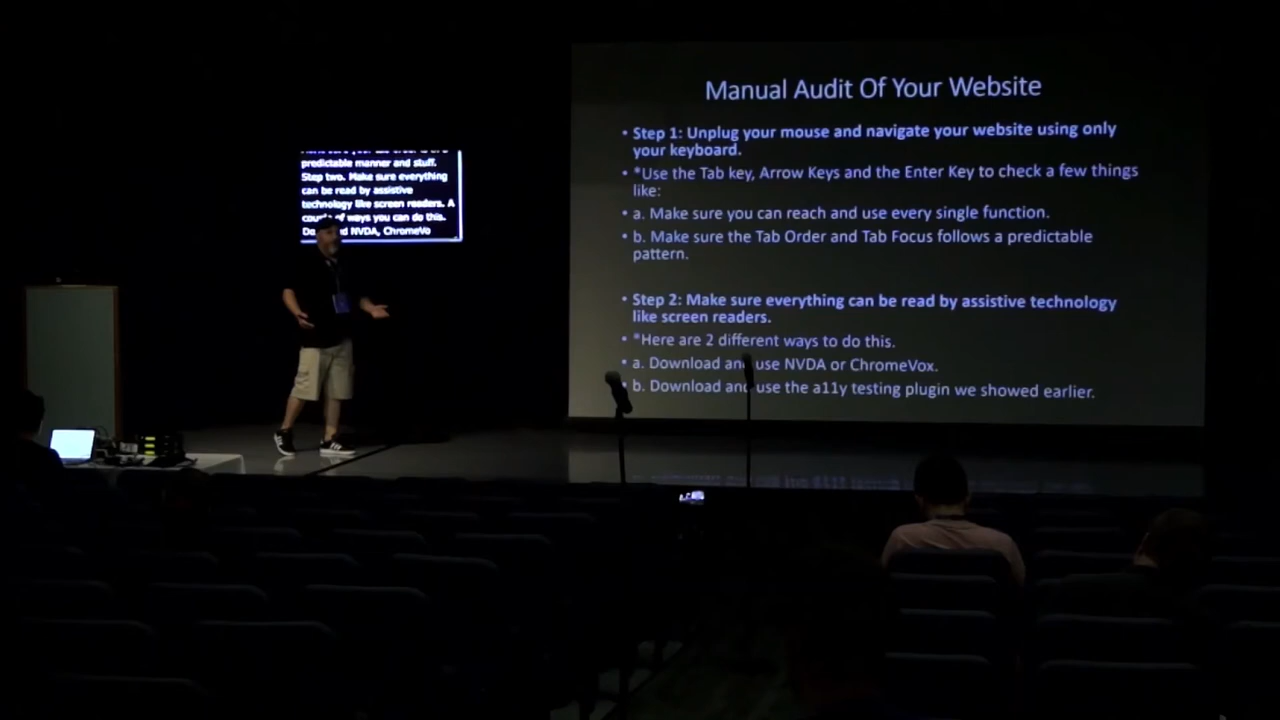 predictable manner and stuff.
Step two. Make sure everything
can be read by assistive
technology like screen readers. A
couple of ways you can do this.
NVDA, ChromeVo
Manual Audit Of Your Website
• Step 1: Unplug your mouse and navigate your website using only
your keyboard.
• *Use the Tab key, Arrow Keys and the Enter Key to check a few things
like:
• a. Make sure you can reach and use every single function.
• b. Make sure the Tab Order and Tab Focus follows a predictable
pattern.
• Step 2: Make sure everything can be read by assistive technology
like screen readers.
• *Here are 2 different ways to do this.
• a. Download and use NVDA or ChromeVox.
• b. Download and use the a11y testing plugin we showed earlier.